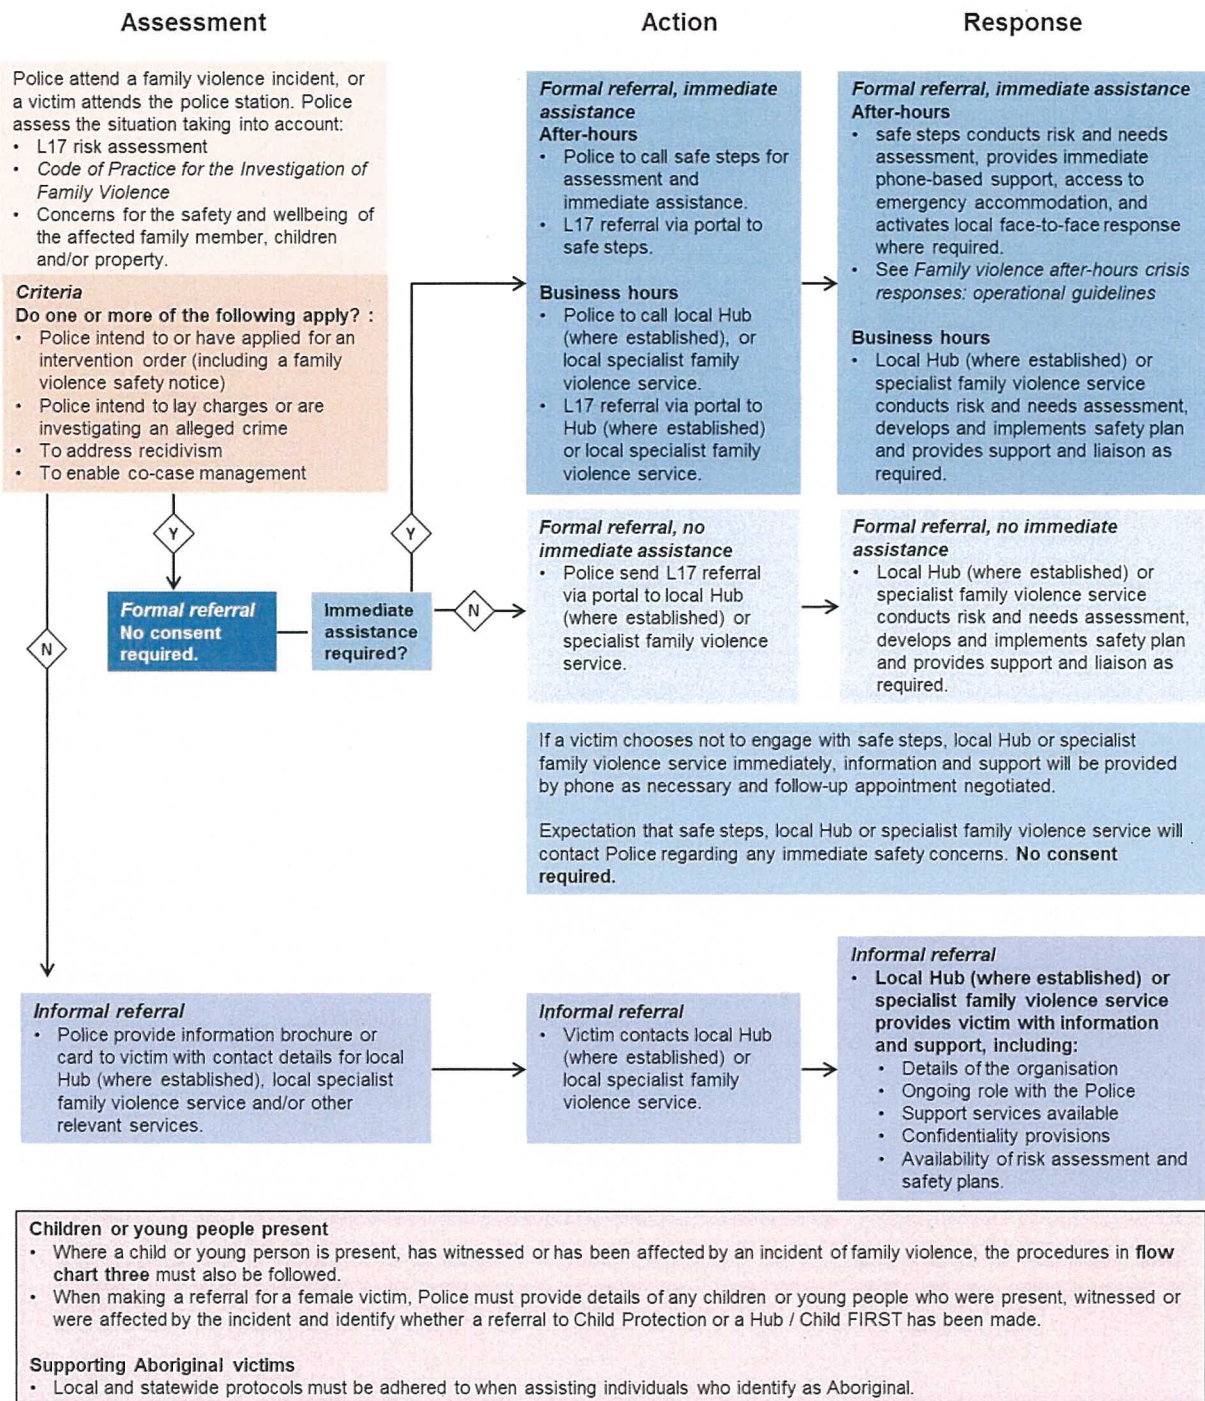 Assessment
Action
Response
Police attend a family violence incident, or
a victim attends the police station. Police
assess the situation taking into account:
• L17 risk assessment
• Code of Practice for the Investigation of
Family Violence
• Concerns for the safety and wellbeing of
the affected family member, children
and/or property.
Criteria
Do one or more of the following apply? :
• Police intend to or have applied for an
intervention order (including a family
violence safety notice)
• Police intend to lay charges or are
investigating an alleged crime
• To address recidivism
• To enable co-case management
Y
N
Formal referral
No consent
required.
Immediate
assistance
required?
Y
N
Formal referral, immediate
assistance
After-hours
• Police to call safe steps for
assessment and
immediate assistance.
• L17 referral via portal to
safe steps.
Business hours
• Police to call local Hub
(where established), or
local specialist family
violence service.
• L17 referral via portal to
Hub (where established)
or local specialist family
violence service.
Formal referral, immediate assistance
After-hours
• safe steps conducts risk and needs
assessment, provides immediate
phone-based support, access to
emergency accommodation, and
activates local face-to-face response
where required.
• See Family violence after-hours crisis
responses: operational guidelines
Business hours
• Local Hub (where established) or
specialist family violence service
conducts risk and needs assessment,
develops and implements safety plan
and provides support and liaison as
required.
Formal referral, no
immediate assistance
• Police send L17 referral
via portal to local Hub
(where established) or
specialist family violence
service.
Formal referral, no immediate
assistance
• Local Hub (where established) or
specialist family violence service
conducts risk and needs assessment,
develops and implements safety plan
and provides support and liaison as
required.
If a victim chooses not to engage with safe steps, local Hub or specialist
family violence service immediately, information and support will be provided
by phone as necessary and follow-up appointment negotiated.
Expectation that safe steps, local Hub or specialist family violence service will
contact Police regarding any immediate safety concerns. No consent
required.
Informal referral
• Police provide information brochure or
card to victim with contact details for local
Hub (where established), local specialist
family violence service and/or other
relevant services.
Informal referral
• Victim contacts local Hub
(where established) or
local specialist family
violence service.
Informal referral
• Local Hub (where established) or
specialist family violence service
provides victim with information
and support, including:
• Details of the organisation
• Ongoing role with the Police
• Support services available
• Confidentiality provisions
• Availability of risk assessment and
safety plans.
Children or young people present
• Where a child or young person is present, has witnessed or has been affected by an incident of family violence, the procedures in flow
chart three must also be followed.
• When making a referral for a female victim, Police must provide details of any children or young people who were present, witnessed or
were affected by the incident and identify whether a referral to Child Protection or a Hub / Child FIRST has been made.
Supporting Aboriginal victims
• Local and statewide protocols must be adhered to when assisting individuals who identify as Aboriginal.